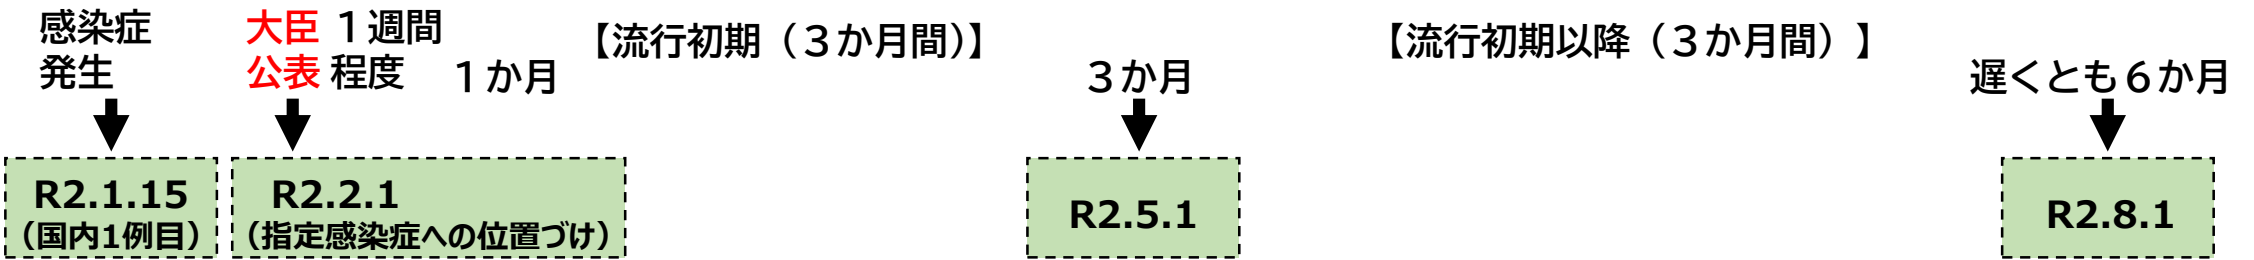 感染症
発生
大臣 １週間
公表 程度
１か月
【流行初期（３か月間）】
３か月
【流行初期以降（３か月間）】
遅くとも６か月
R2.1.15
（国内1例目）
R2.2.1
（指定感染症への位置づけ）
R2.5.1
R2.8.1